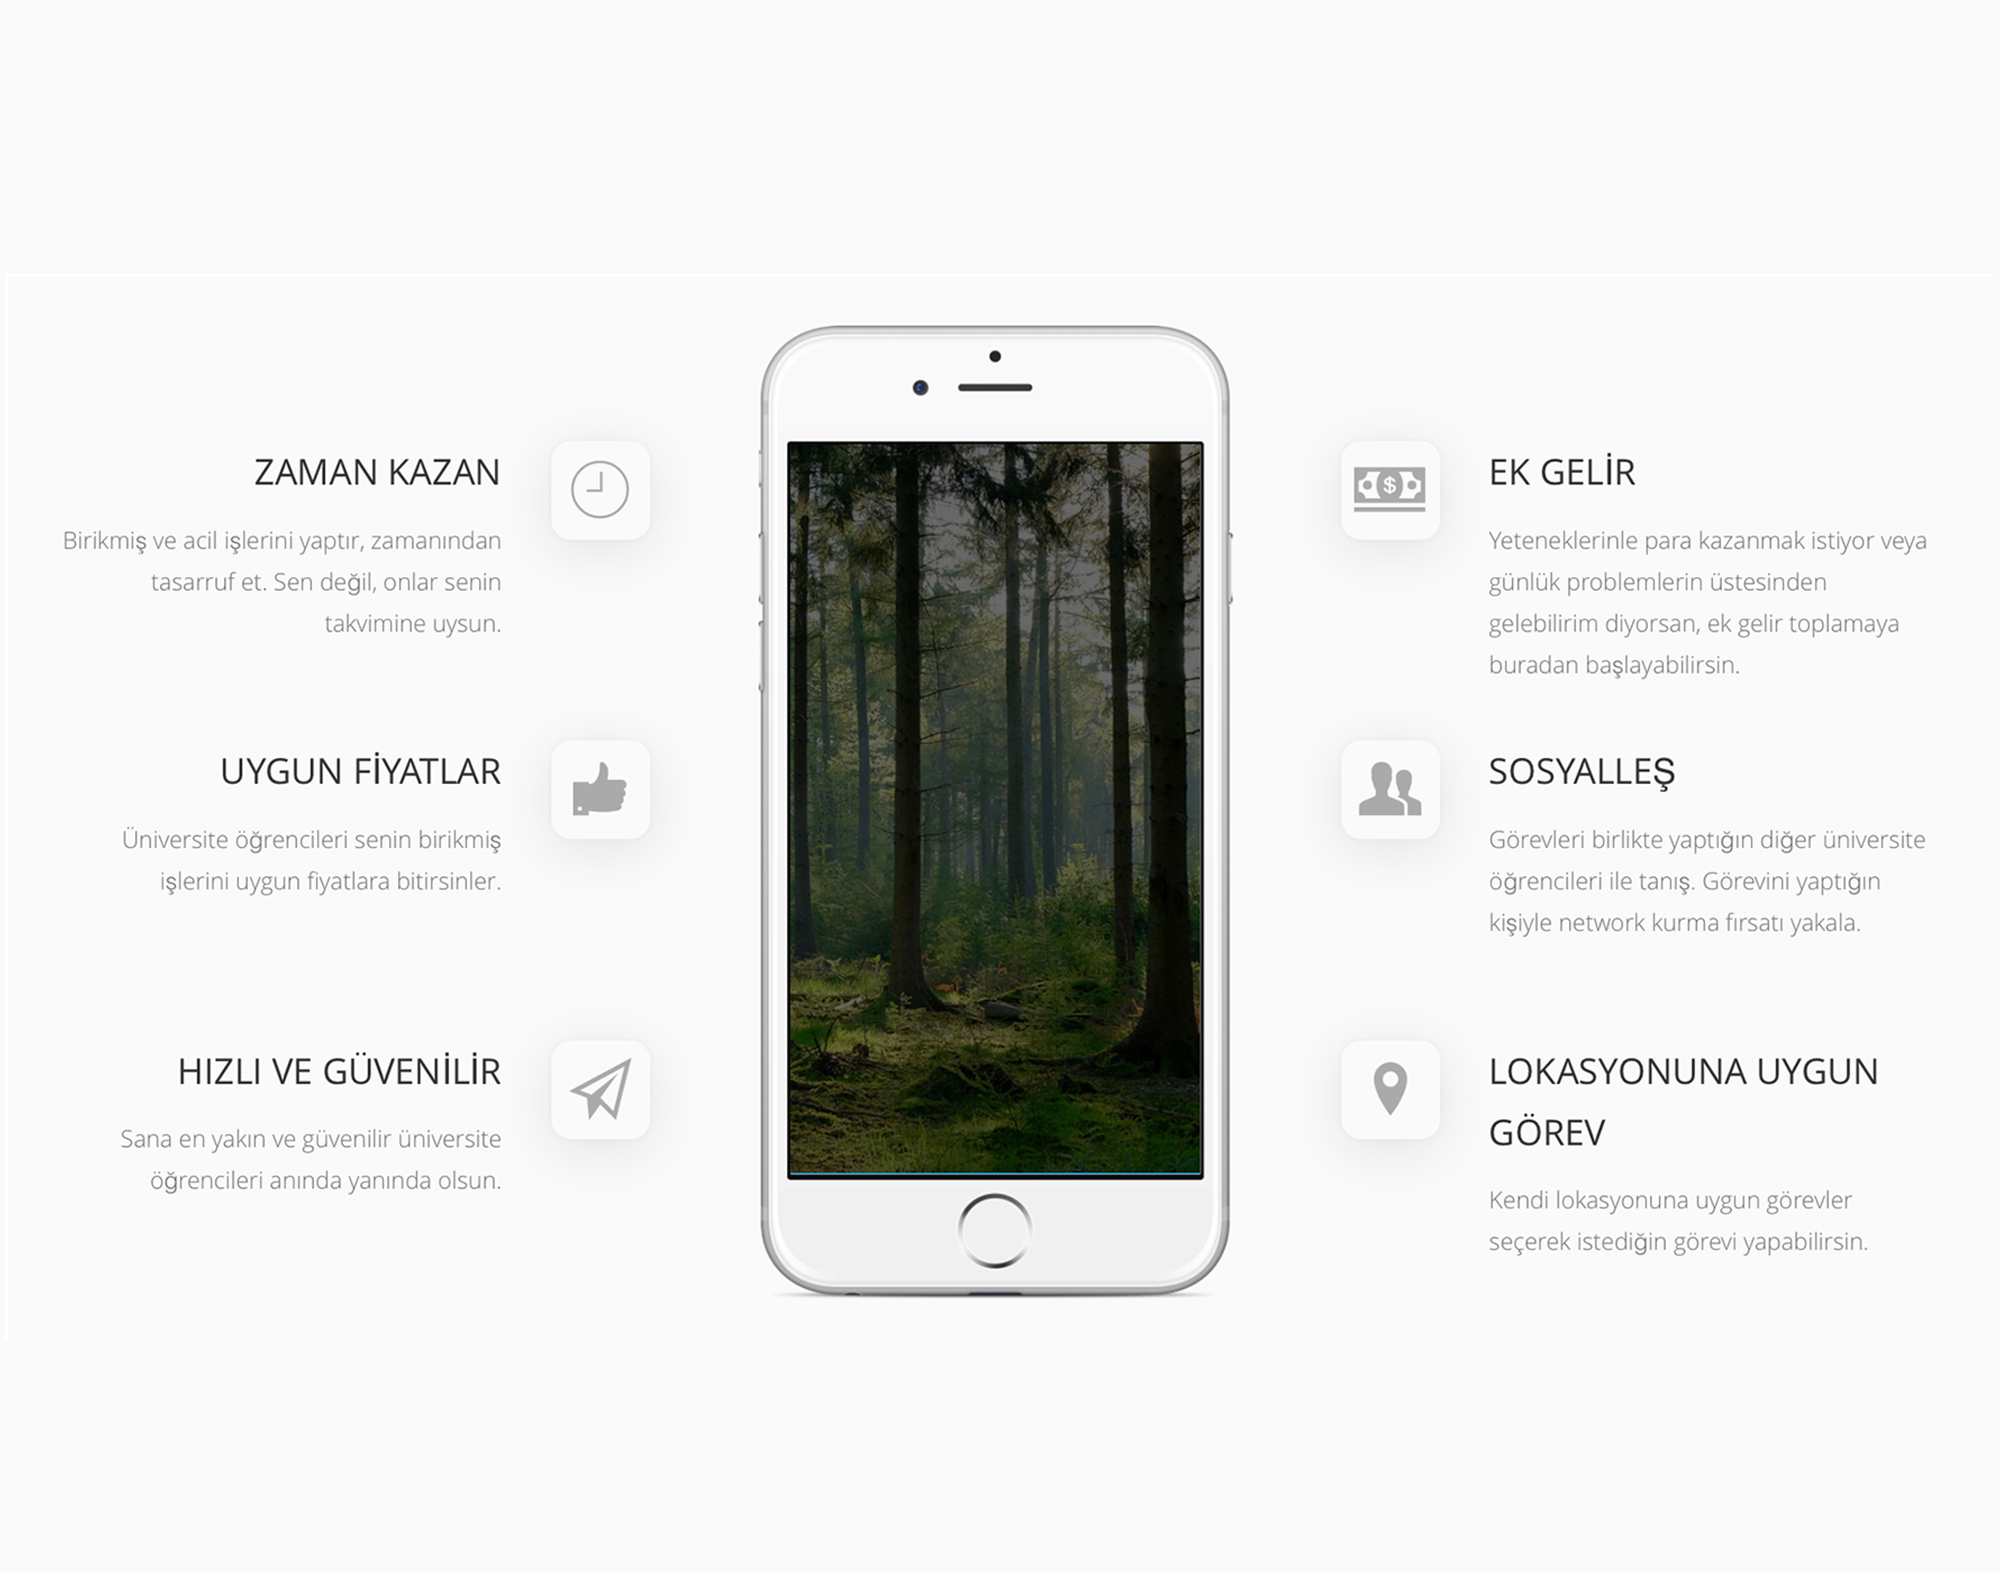 ZAMAN KAZAN
Birikmiş ve acil işlerini yaptır, zamanından
tasarruf et. Sen değil, onlar senin
takvimine uysun.
UYGUN FİYATLAR
Üniversite öğrencileri senin birikmiş
işlerini uygun fiyatlara bitirsinler.
HIZLI VE GÜVENİLİR
Sana en yakın ve güvenilir üniversite
öğrencileri anında yanında olsun.
EK GELİR
Yeteneklerinle para kazanmak istiyor veya
günlük problemlerin üstesinden
gelebilirim diyorsan, ek gelir toplamaya
buradan başlayabilirsin.
SOSYALLEŞ
Görevleri birlikte yaptığın diğer üniversite
öğrencileri ile tanış. Görevini yaptığın
kişiyle network kurma fırsatı yakala.
LOKASYONUNA UYGUN
GÖREV
Kendi lokasyonuna uygun görevler
seçerek istediğin görevi yapabilirsin.